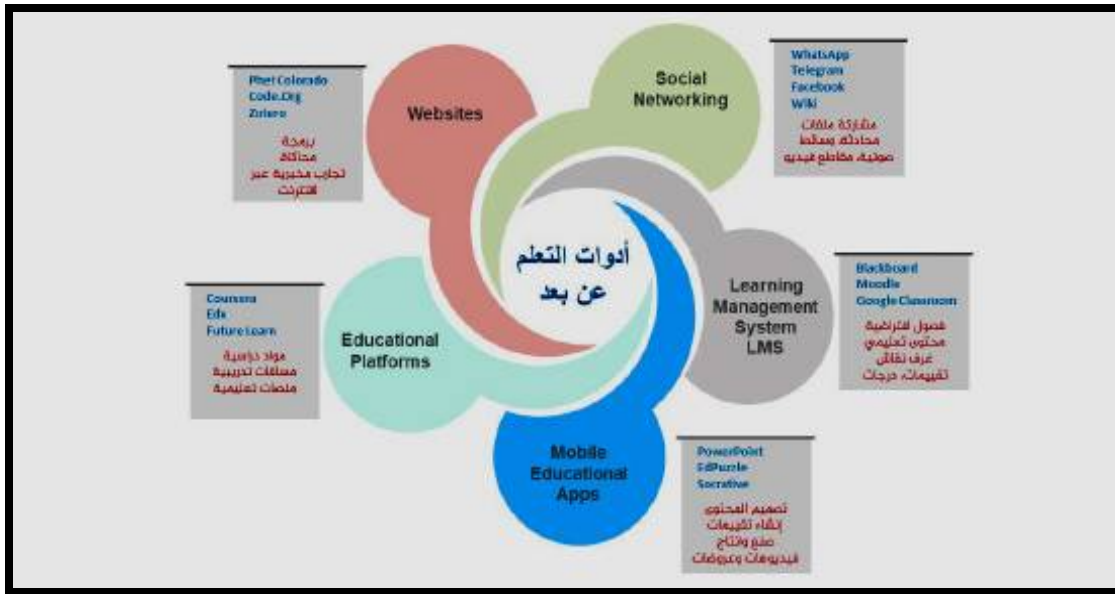 أدوات التعلم
عن بعد
Websites
Phet Colorado
Code.Org
برمجة
محاكاة
تجارب مخبرية عبر
الانترنت
Social
Networking
WhatsApp
Telegram
Facebook
Wiki
مشاركة ملفات
محادثة، وسائط
صوتية، مقاطع فيديو
Learning
Management
System
LMS
Blackboard
Moodle
Google Classroom
فصول افتراضية
محتوى تعليمي
غرف نقاش
تقييمات، درجات
Mobile
Educational
Apps
PowerPoint
EdPuzzle
Socrative
تصميم المحتوى
إنشاء تقييمات
صنع وانتاج
فيديوهات وعروضات
Educational
Platforms
Coursera
Edx
Future Learn
مواد دراسية
مساقات تدريبية
منصات تعليمية